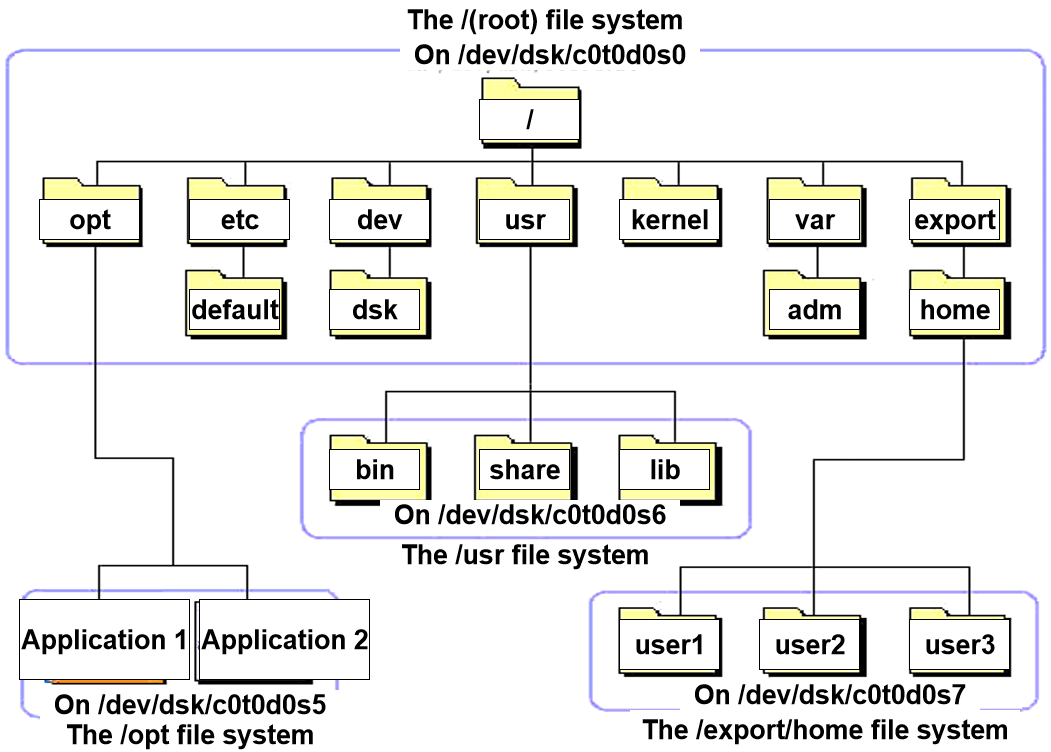 The /(root) file system
On /dev/dsk/c0t0d0s0
/
opt
etc
dev
usr
kernel
var
export
default
dsk
adm
home
bin
share
lib
On /dev/dsk/c0t0d0s6
The /usr file system
Application 1
Application 2
On /dev/dsk/c0t0d0s5
The /opt file system
user1
user2
user3
On /dev/dsk/c0t0d0s7
The /export/home file system